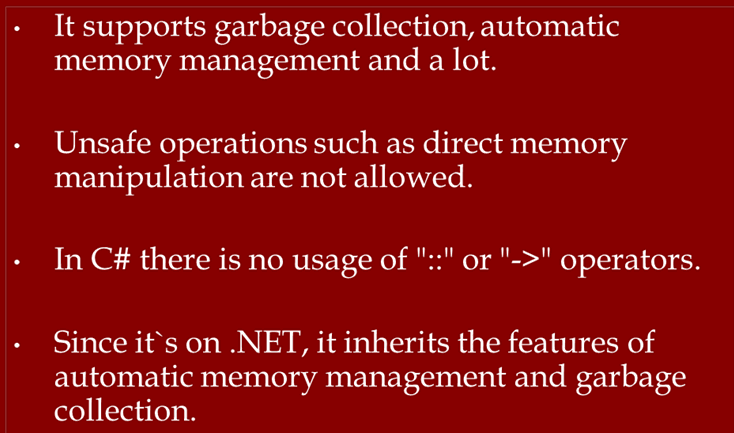 • It supports garbage collection, automatic
memory management and a lot.
• Unsafe operations such as direct memory
manipulation are not allowed.
• In C# there is no usage of "::" or "->" operators.
• Since it`s on .NET, it inherits the features of
automatic memory management and garbage
collection.